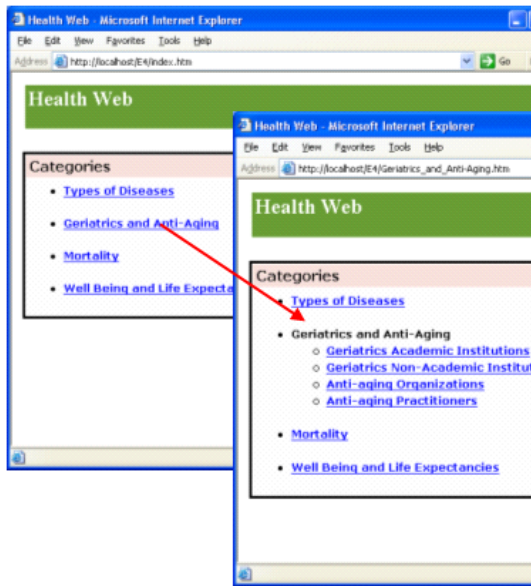 Health Web - Microsoft Internet Explorer
File Edit View Favorites Tools Help
Address http://localhost/E4/index.htm Go
Health Web
Categories
Types of Diseases
Geriatrics and Anti-Aging
Mortality
Well Being and Life Expecta
Health Web - Microsoft Internet Explorer
File Edit View Favorites Tools Help
Address http://localhost/E4/Geriatrics_and_Anti-Aging.htm
Health Web
Categories
Types of Diseases
Geriatrics and Anti-Aging
Geriatrics Academic Institutions
Geriatrics Non-Academic Institut
Anti-aging Organizations
Anti-aging Practitioners
Mortality
Well Being and Life Expectancies